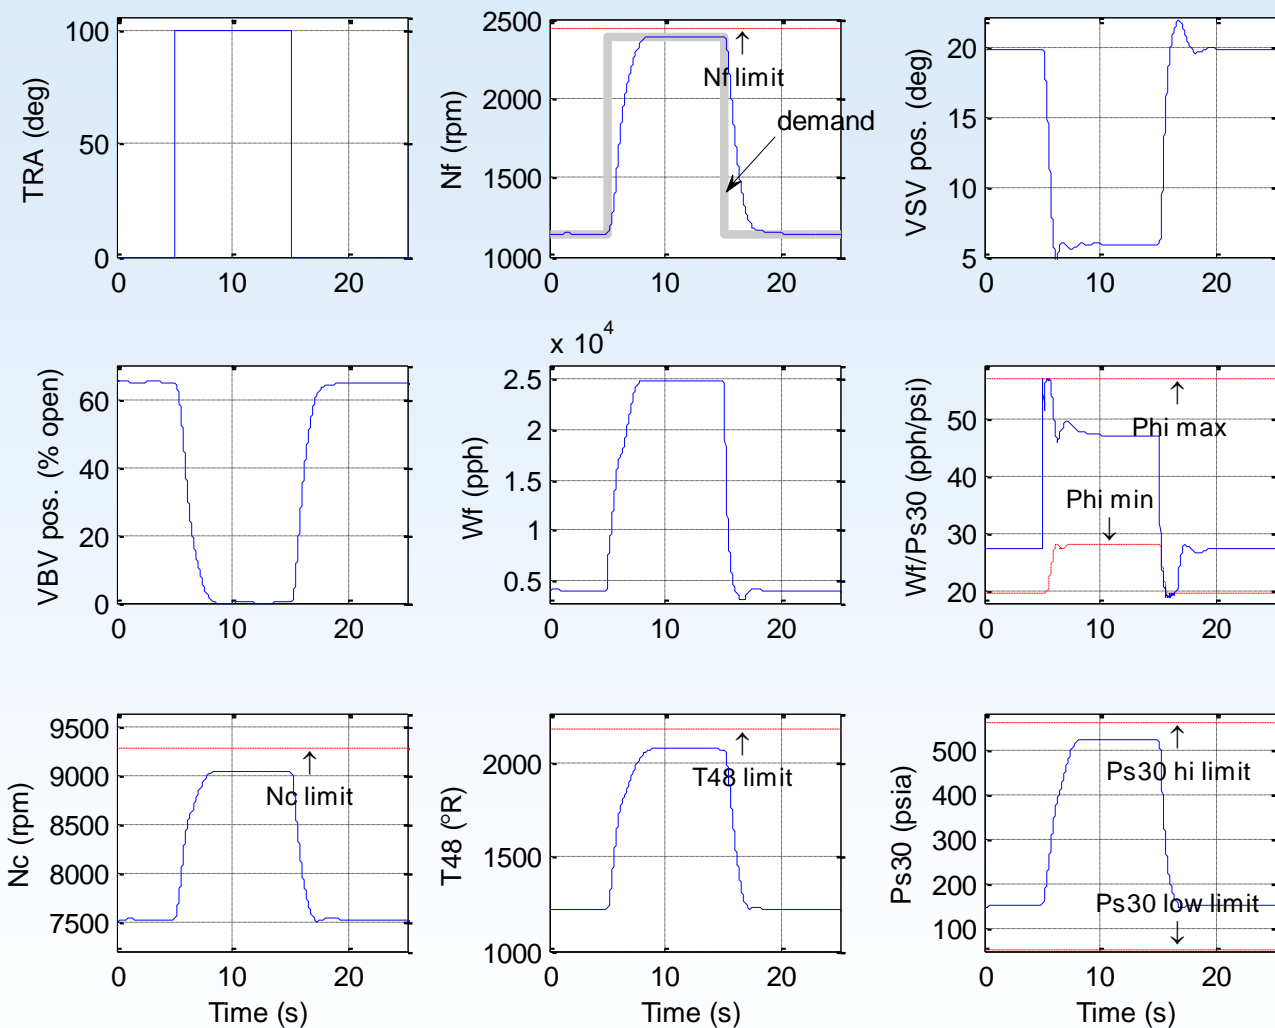 TRA (deg)
100
50
0
0 10 20
Nf (rpm)
2500
2000
1500
1000
Nf limit
demand
0 10 20
VSV pos. (deg)
20
15
10
5
0 10 20
VBV pos. (% open)
60
40
20
0
0 10 20
x 10^4
Wf (pph)
2.5
2
1.5
1
0.5
0 10 20
Wf/Ps30 (pph/psi)
50
40
30
20
Phi max
Phi min
0 10 20
Nc (rpm)
9500
9000
8500
8000
7500
Nc limit
0 10 20
Time (s)
T48 (°R)
2000
1500
1000
T48 limit
0 10 20
Time (s)
Ps30 (psia)
500
400
300
200
100
Ps30 hi limit
Ps30 low limit
0 10 20
Time (s)